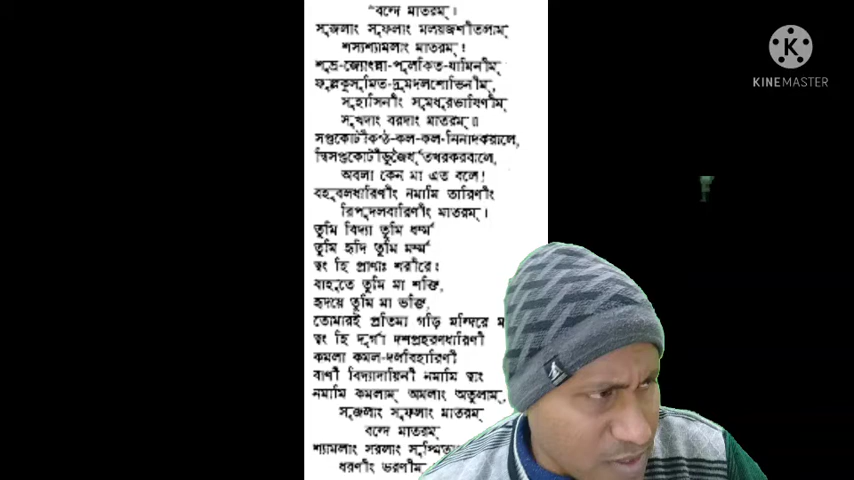 “বন্দে মাতরম্।
সুজলাং সুফলাং মলয়জশীতলাম্
শস্যশ্যামলাং মাতরম্!
শুভ্র-জ্যোৎস্না-পুলকিত-যামিনীম্
ফুল্লকুসুমিত-দ্রুমদলশোভিনীম্,
সুহাসিনীং সুমধুরভাষিণীম্
সুখদাং বরদাং মাতরম্॥
সপ্তকোটীকণ্ঠ-কল-কল-নিনাদকরালে,
দ্বিসপ্তকোটীভুজৈর্ধৃতখরকরবালে,
অবলা কেন মা এত বলে!
বহুবলধারিণীং নমামি তারিণীং
রিপুদলবারিণীং মাতরম্।
তুমি বিদ্যা তুমি ধর্ম্ম
তুমি হৃদি তুমি মর্ম্ম
ত্বং হি প্রাণাঃ শরীরে।
বাহুতে তুমি মা শক্তি,
হৃদয়ে তুমি মা ভক্তি,
তোমারই প্রতিমা গড়ি মন্দিরে
ত্বং হি দুর্গা দশপ্রহরণধারিণী
কমলা কমল-দলবিহারিণী
বাণী বিদ্যাদায়িনী নমামি ত্বাং
নমামি কমলাম্ অমলাং অতুলাম্,
সুজলাং সুফলাং মাতরম্
বন্দে মাতরম্
শ্যামলাং সরলাং
ধরণীং ভরণীম্
KINEMASTER